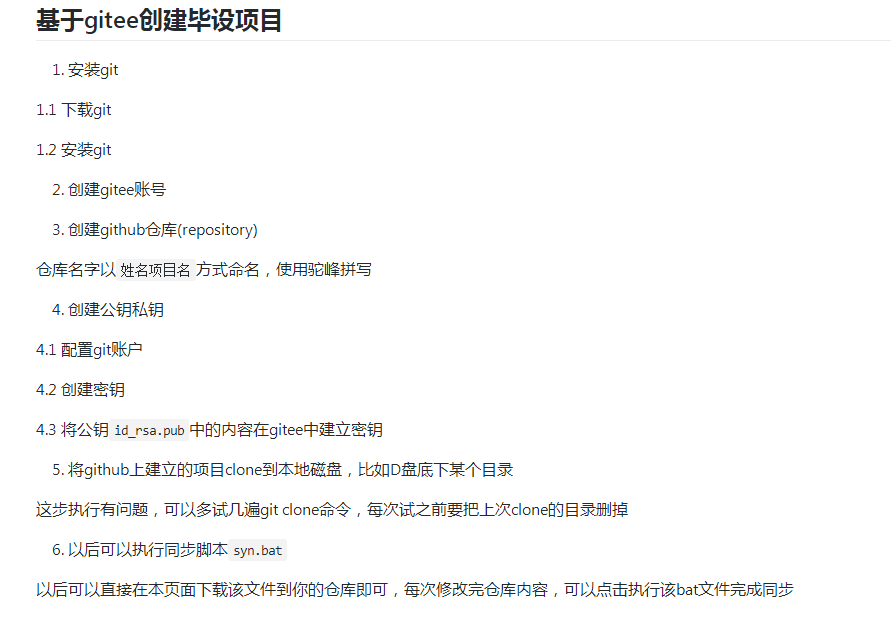 基于gitee创建毕设项目
1. 安装git
1.1 下载git
1.2 安装git
2. 创建gitee账号
3. 创建github仓库(repository)
仓库名字以 姓名项目名 方式命名，使用驼峰拼写
4. 创建公钥私钥
4.1 配置git账户
4.2 创建密钥
4.3 将公钥 id_rsa.pub 中的内容在gitee中建立密钥
5. 将github上建立的项目clone到本地磁盘，比如D盘底下某个目录
这步执行有问题，可以多试几遍git clone命令，每次试之前要把上次clone的目录删掉
6. 以后可以执行同步脚本 syn.bat
以后可以直接在本页面下载该文件到你的仓库即可，每次修改完仓库内容，可以点击执行该bat文件完成同步